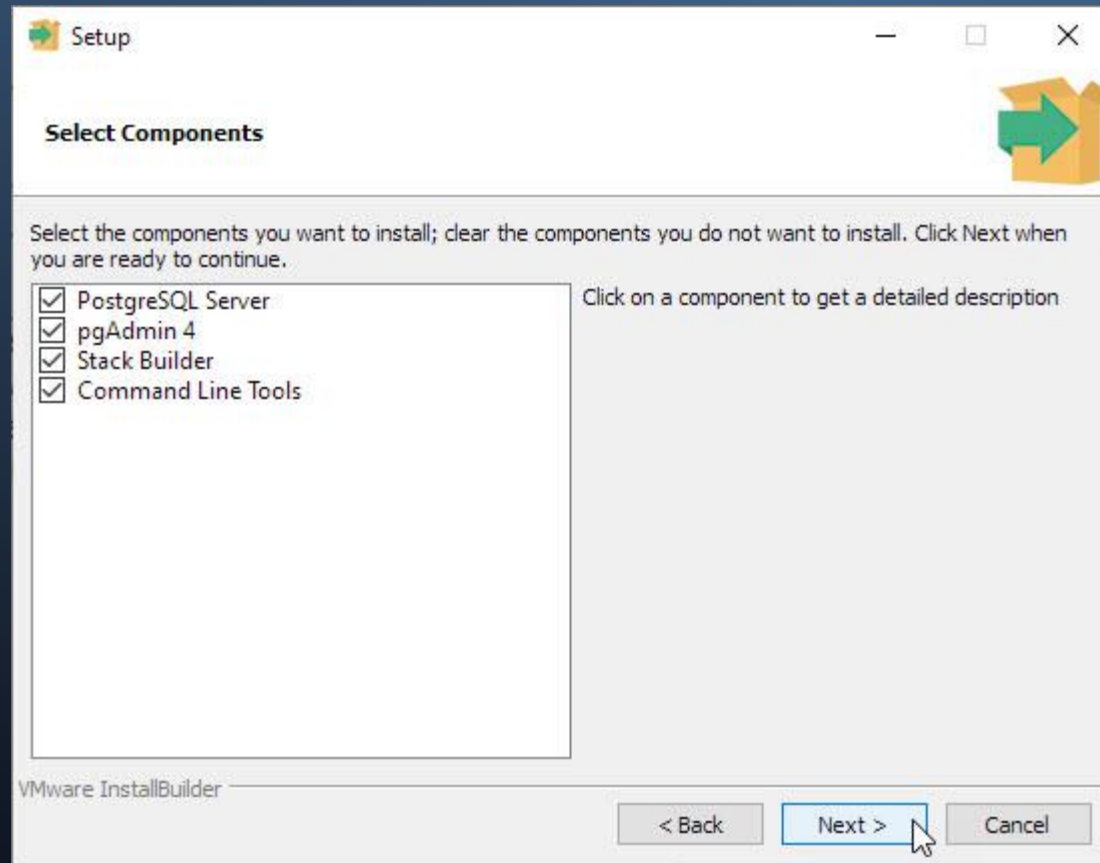 Setup
Select Components
Select the components you want to install; clear the components you do not want to install. Click Next when
you are ready to continue.
PostgreSQL Server
pgAdmin 4
Stack Builder
Command Line Tools
Click on a component to get a detailed description
VMware InstallBuilder
< Back
Next >
Cancel